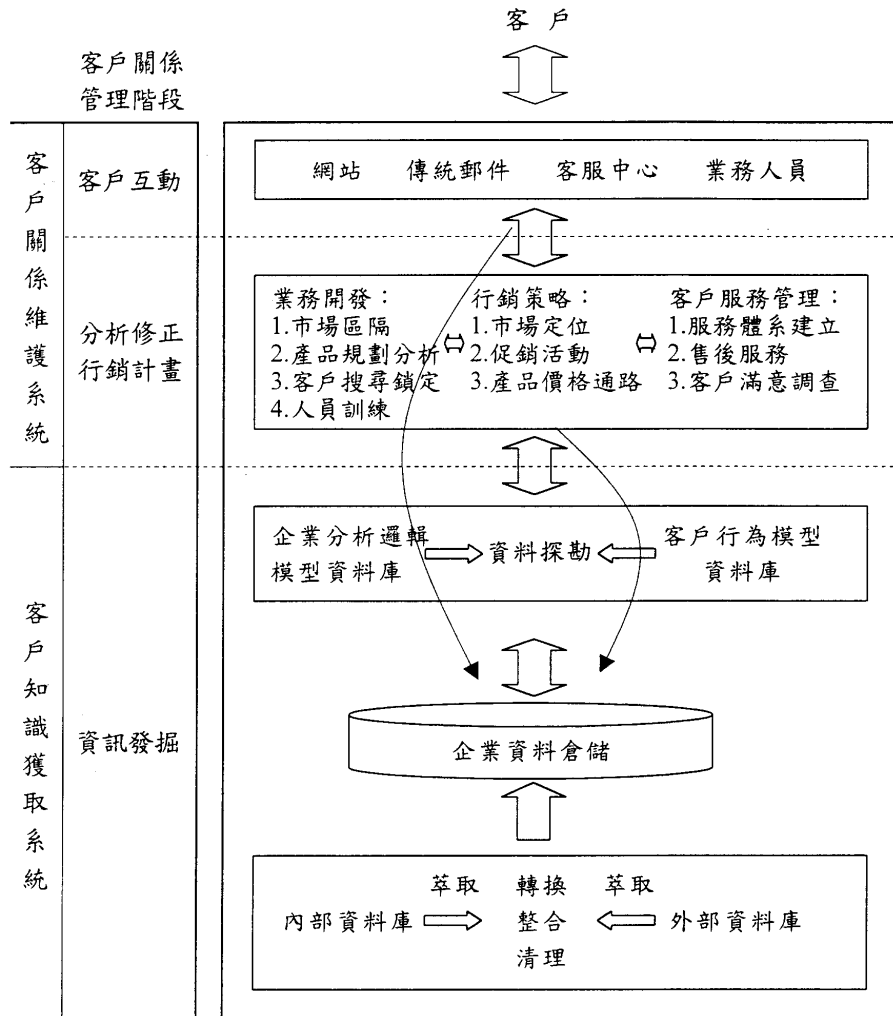 客戶
客戶關係
管理階段
客戶關係維護系統
客戶互動
網站 傳統郵件 客服中心 業務人員
分析修正
行銷計畫
業務開發：
1.市場區隔
2.產品規劃分析
3.客戶搜尋鎖定
4.人員訓練
行銷策略：
1.市場定位
2.促銷活動
3.產品價格通路
客戶服務管理：
1.服務體系建立
2.售後服務
3.客戶滿意調查
客戶知識獲取系統
資訊發掘
企業分析邏輯
模型資料庫
資料探勘
客戶行為模型
資料庫
企業資料倉儲
萃取 轉換 萃取
內部資料庫 整合 外部資料庫
清理